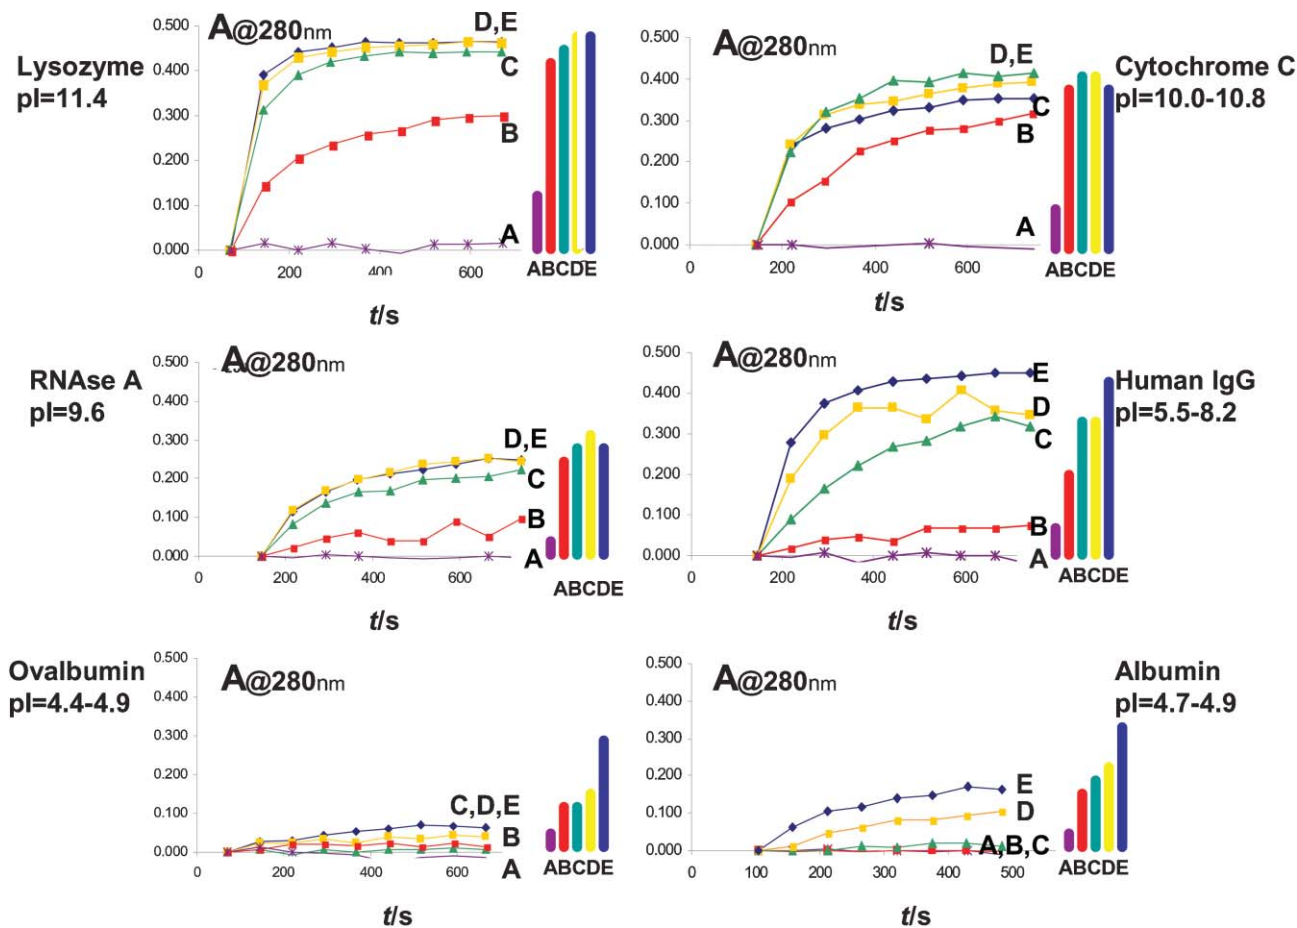 Lysozyme
pI=11.4
A@280nm
0.500
0.400
0.300
0.200
0.100
0.000
0
200
400
600
t/s
D,E
C
B
A
ABCDE
A@280nm
0.500
0.400
0.300
0.200
0.100
0.000
0
200
400
600
t/s
D,E
C
B
A
ABCDE
Cytochrome C
pI=10.0-10.8
RNAse A
pI=9.6
A@280nm
0.500
0.400
0.300
0.200
0.100
0.000
0
200
400
600
t/s
D,E
C
B
A
ABCDE
A@280nm
0.500
0.400
0.300
0.200
0.100
0.000
0
200
400
600
t/s
E
D
C
B
A
ABCDE
Human IgG
pI=5.5-8.2
Ovalbumin
pI=4.4-4.9
A@280nm
0.500
0.400
0.300
0.200
0.100
0.000
0
200
400
600
t/s
C,D,E
B
A
ABCDE
A@280nm
0.500
0.400
0.300
0.200
0.100
0.000
0
100
200
300
400
500
t/s
E
D
A,B,C
ABCDE
Albumin
pI=4.7-4.9